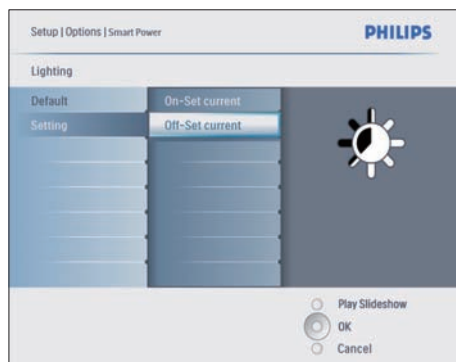 Setup | Options | Smart Power
PHILIPS
Lighting
Default
On-Set current
Setting
Off-Set current
Play Slideshow
OK
Cancel